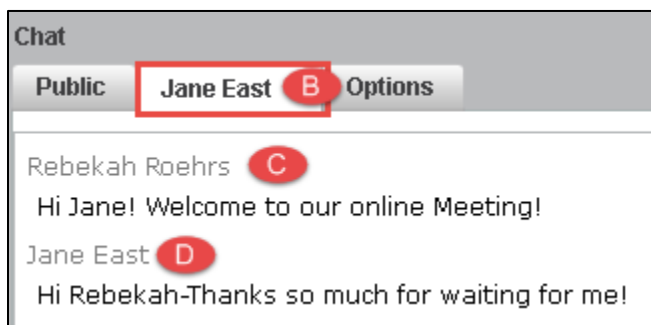 Chat
Public Jane East B Options
Rebekah Roehrs C
Hi Jane! Welcome to our online Meeting!
Jane East D
Hi Rebekah-Thanks so much for waiting for me!